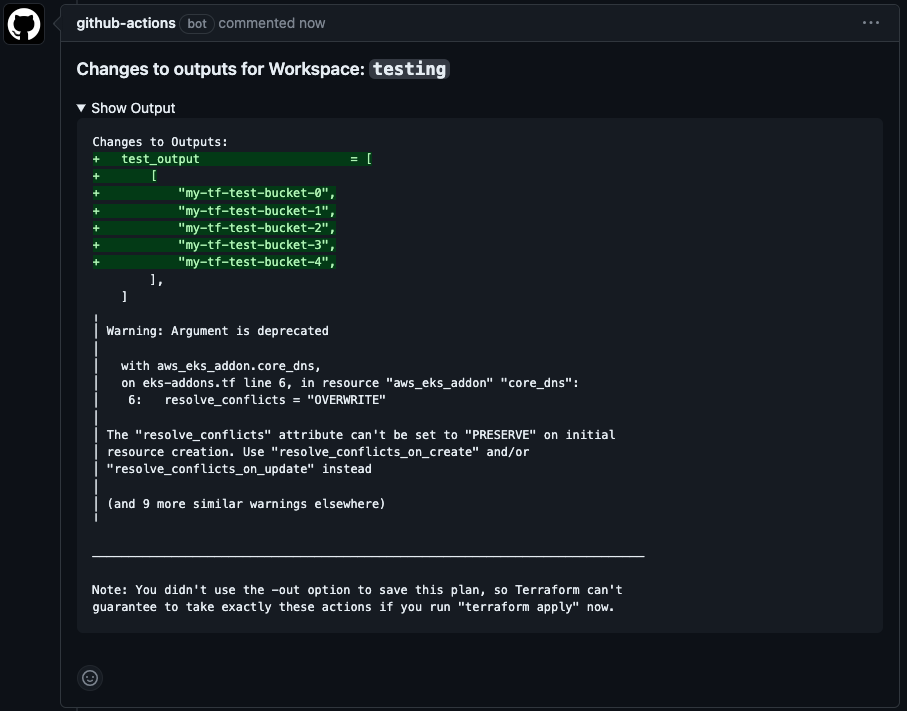 github-actions bot commented now ...
Changes to outputs for Workspace: testing
▼ Show Output
Changes to Outputs:
+   test_output                     = [
+       [
+           "my-tf-test-bucket-0",
+           "my-tf-test-bucket-1",
+           "my-tf-test-bucket-2",
+           "my-tf-test-bucket-3",
+           "my-tf-test-bucket-4",
        ],
    ]
╷
│ Warning: Argument is deprecated
│
│   with aws_eks_addon.core_dns,
│   on eks-addons.tf line 6, in resource "aws_eks_addon" "core_dns":
│    6:   resolve_conflicts = "OVERWRITE"
│
│ The "resolve_conflicts" attribute can't be set to "PRESERVE" on initial
│ resource creation. Use "resolve_conflicts_on_create" and/or
│ "resolve_conflicts_on_update" instead
│
│ (and 9 more similar warnings elsewhere)
╵
─────────────────────────────────────────────────────────────────────────────
Note: You didn't use the -out option to save this plan, so Terraform can't
guarantee to take exactly these actions if you run "terraform apply" now.